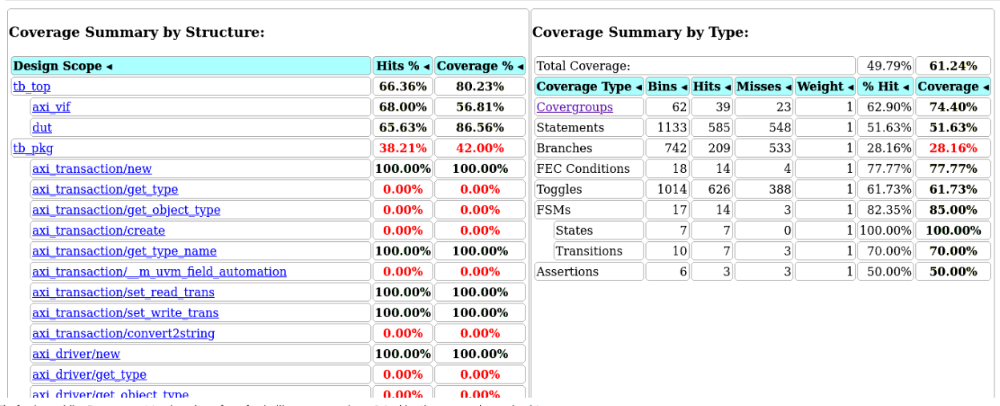 Coverage Summary by Structure:
Design Scope ◂ Hits % ◂ Coverage % ◂
tb_top 66.36% 80.23%
axi_vif 68.00% 56.81%
dut 65.63% 86.56%
tb_pkg 38.21% 42.00%
axi_transaction/new 100.00% 100.00%
axi_transaction/get_type 0.00% 0.00%
axi_transaction/get_object_type 0.00% 0.00%
axi_transaction/create 0.00% 0.00%
axi_transaction/get_type_name 100.00% 100.00%
axi_transaction/__m_uvm_field_automation 0.00% 0.00%
axi_transaction/set_read_trans 100.00% 100.00%
axi_transaction/set_write_trans 100.00% 100.00%
axi_transaction/convert2string 0.00% 0.00%
axi_driver/new 100.00% 100.00%
axi_driver/get_type 0.00% 0.00%
axi_driver/get_object_type 0.00% 0.00%
Coverage Summary by Type:
Total Coverage: 49.79% 61.24%
Coverage Type ◂ Bins ◂ Hits ◂ Misses ◂ Weight ◂ % Hit ◂ Coverage ◂
Covergroups 62 39 23 1 62.90% 74.40%
Statements 1133 585 548 1 51.63% 51.63%
Branches 742 209 533 1 28.16% 28.16%
FEC Conditions 18 14 4 1 77.77% 77.77%
Toggles 1014 626 388 1 61.73% 61.73%
FSMs 17 14 3 1 82.35% 85.00%
States 7 7 0 1 100.00% 100.00%
Transitions 10 7 3 1 70.00% 70.00%
Assertions 6 3 3 1 50.00% 50.00%